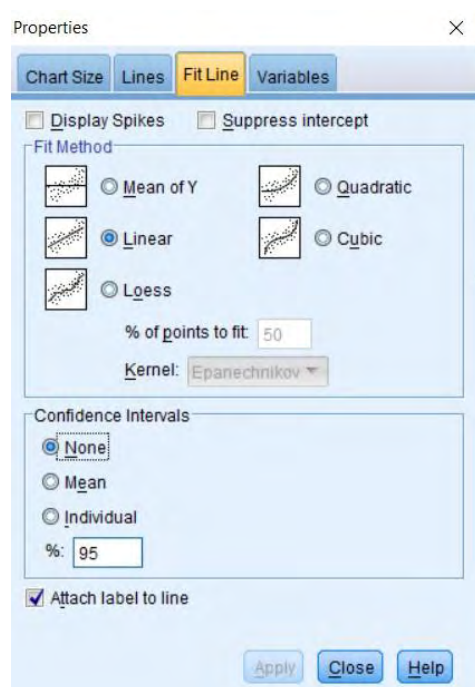 Properties
Chart Size Lines Fit Line Variables
Display Spikes Suppress intercept
Fit Method
Mean of Y Quadratic
Linear Cubic
Loess
% of points to fit: 50
Kernel: Epanechnikov
Confidence Intervals
None
Mean
Individual
%: 95
Attach label to line
Apply Close Help